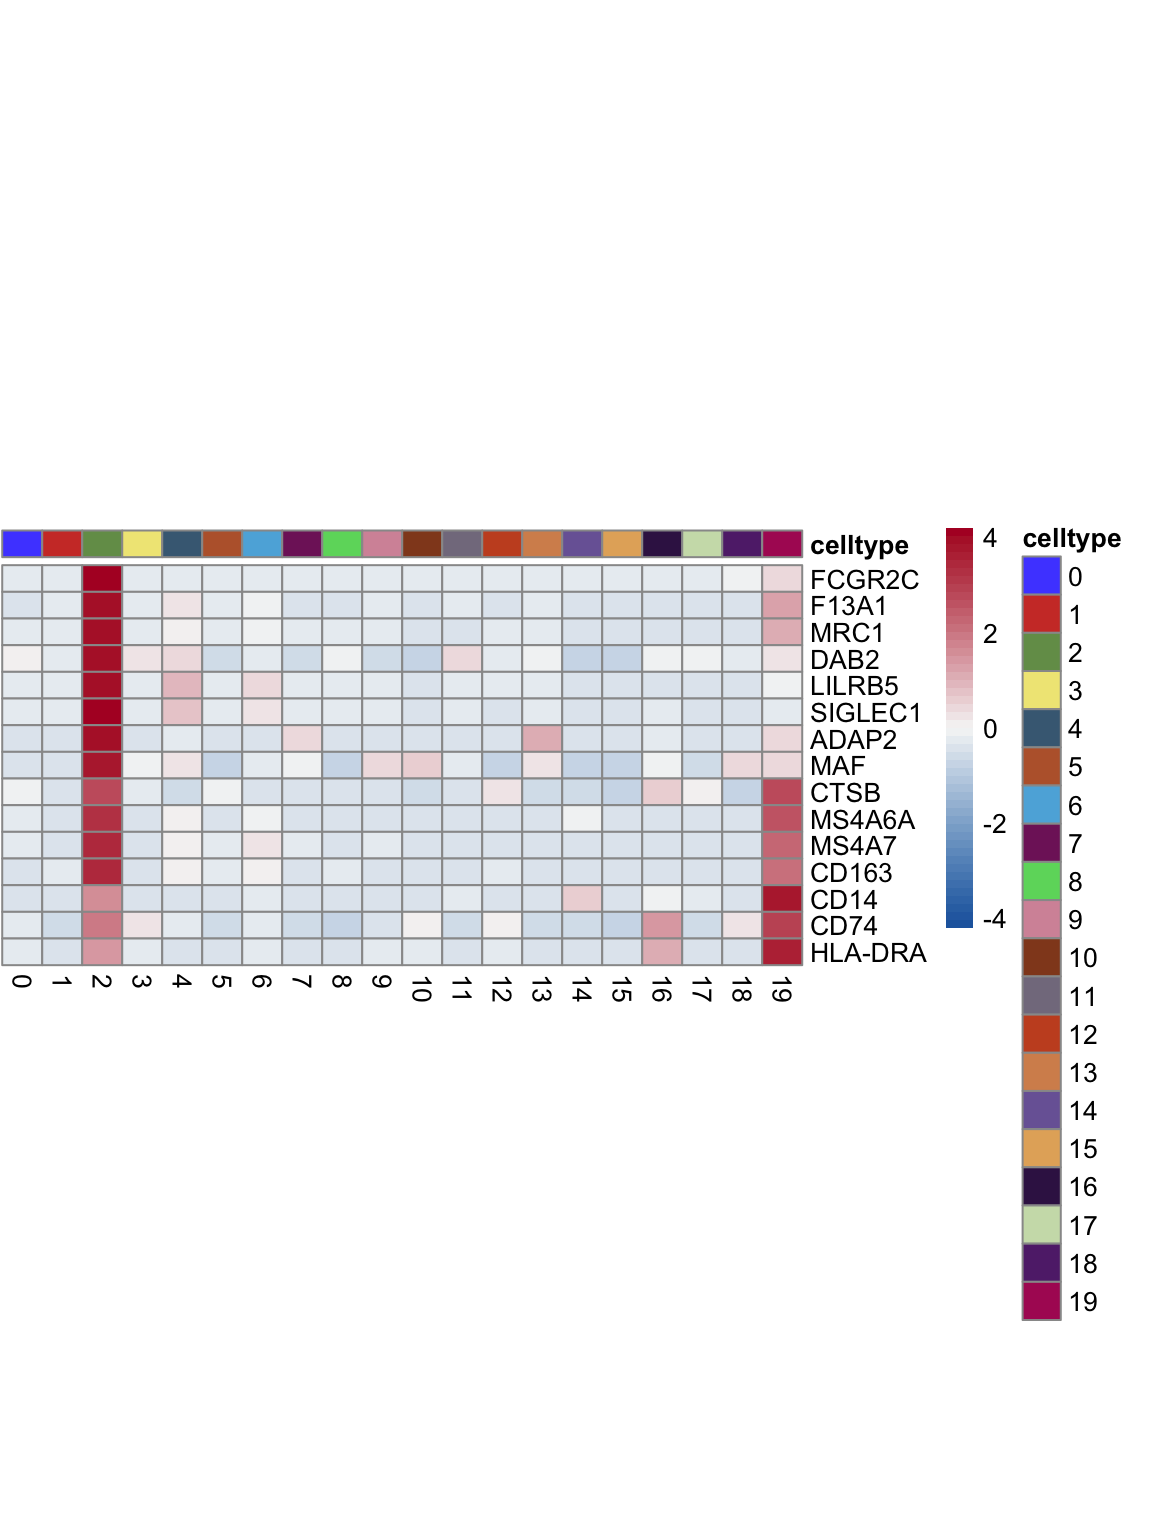 celltype
FCGR2C
F13A1
MRC1
DAB2
LILRB5
SIGLEC1
ADAP2
MAF
CTSB
MS4A6A
MS4A7
CD163
CD14
CD74
HLA-DRA
0 1 2 3 4 5 6 7 8 9 10 11 12 13 14 15 16 17 18 19
4
2
0
-2
-4
celltype
0
1
2
3
4
5
6
7
8
9
10
11
12
13
14
15
16
17
18
19